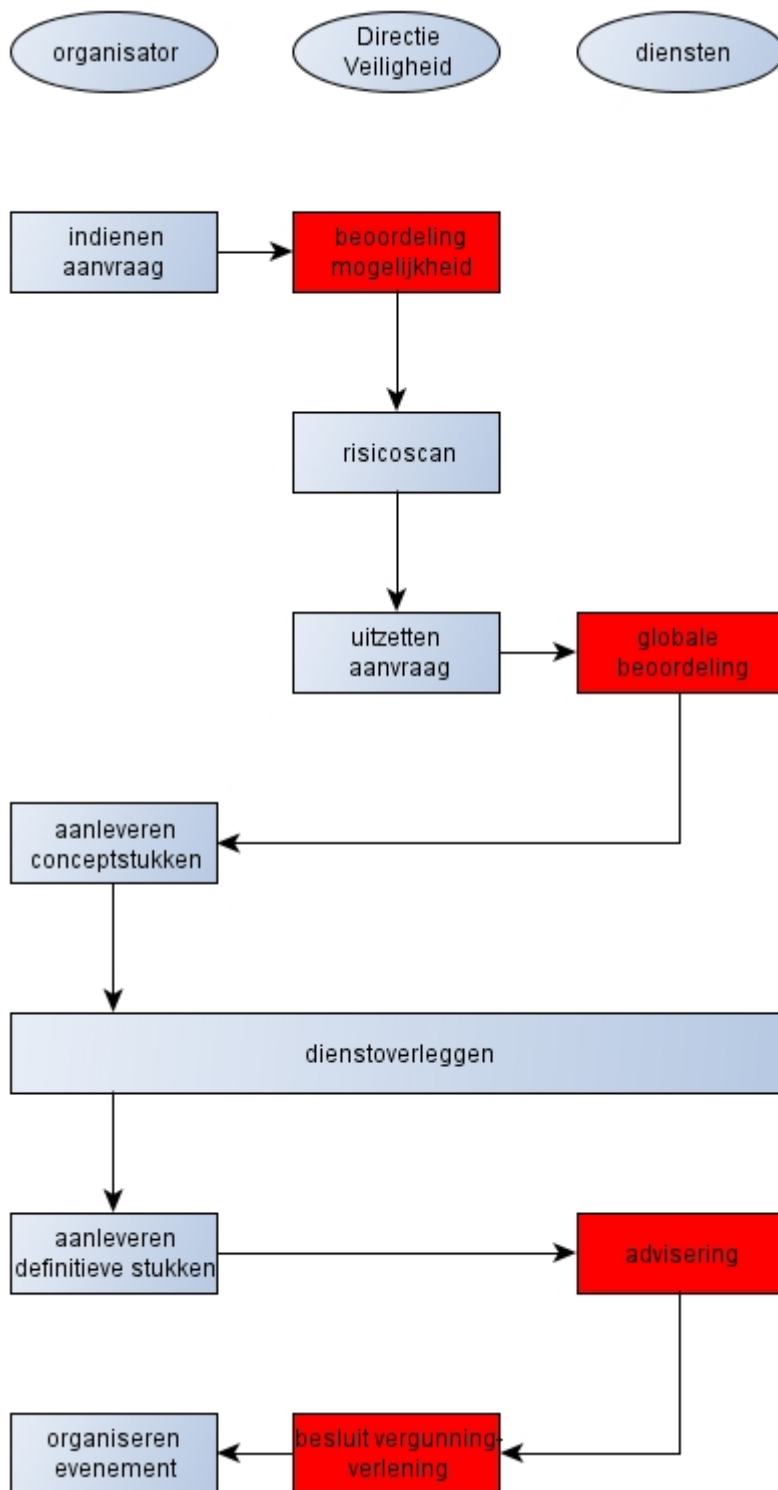 organisator
Directie
Veiligheid
diensten
indienen
aanvraag
beoordeling
mogelijkheid
risicoscan
uitzetten
aanvraag
globale
beoordeling
aanleveren
conceptstukken
dienstoverleggen
aanleveren
definitieve stukken
advisering
organiseren
evenement
besluit vergunning-
verlening